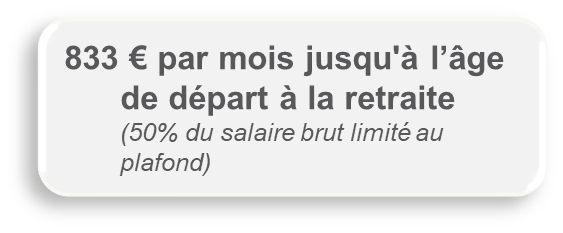 833 € par mois jusqu'à l’âge
de départ à la retraite
(50% du salaire brut limité au
plafond)